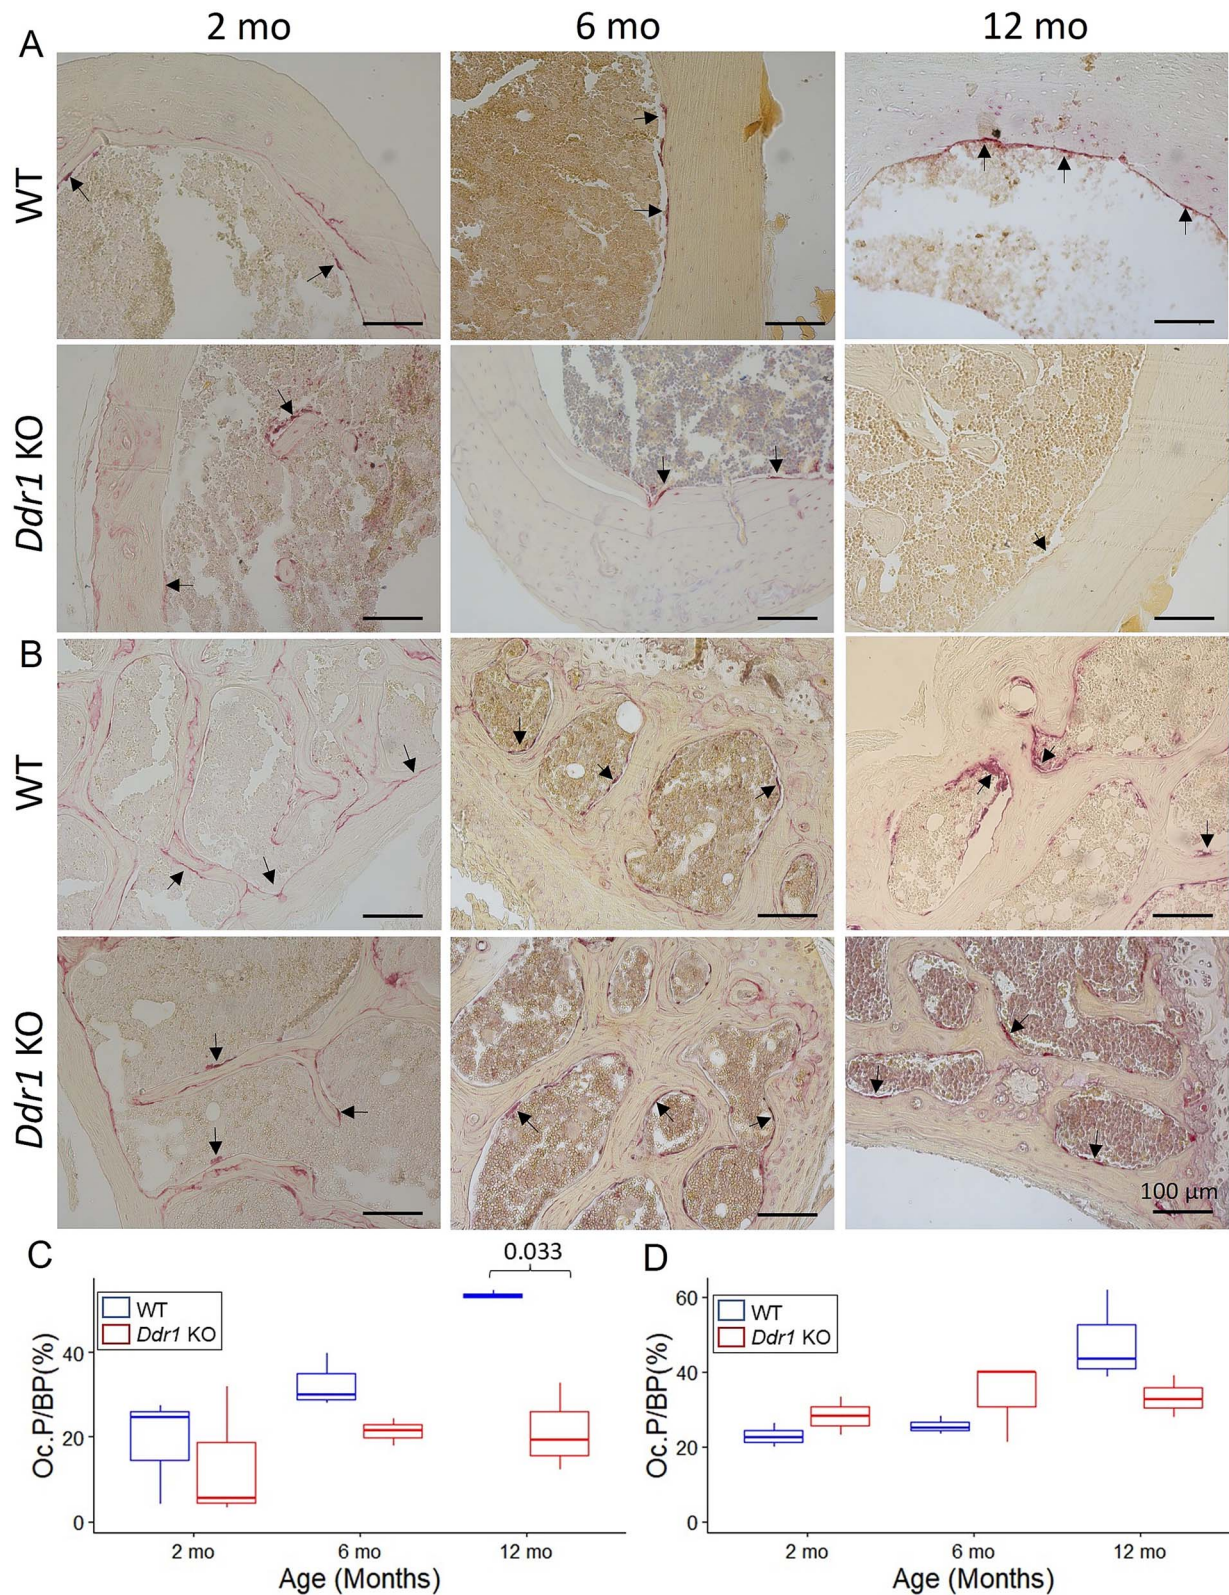 2 mo 6 mo 12 mo
A
WT
Ddr1 KO
B
WT
Ddr1 KO
100 µm
C
0.033
WT
Ddr1 KO
Oc.P/BP(%)
40
20
0
2 mo 6 mo 12 mo
Age (Months)
D
WT
Ddr1 KO
Oc.P/BP(%)
60
40
20
0
2 mo 6 mo 12 mo
Age (Months)